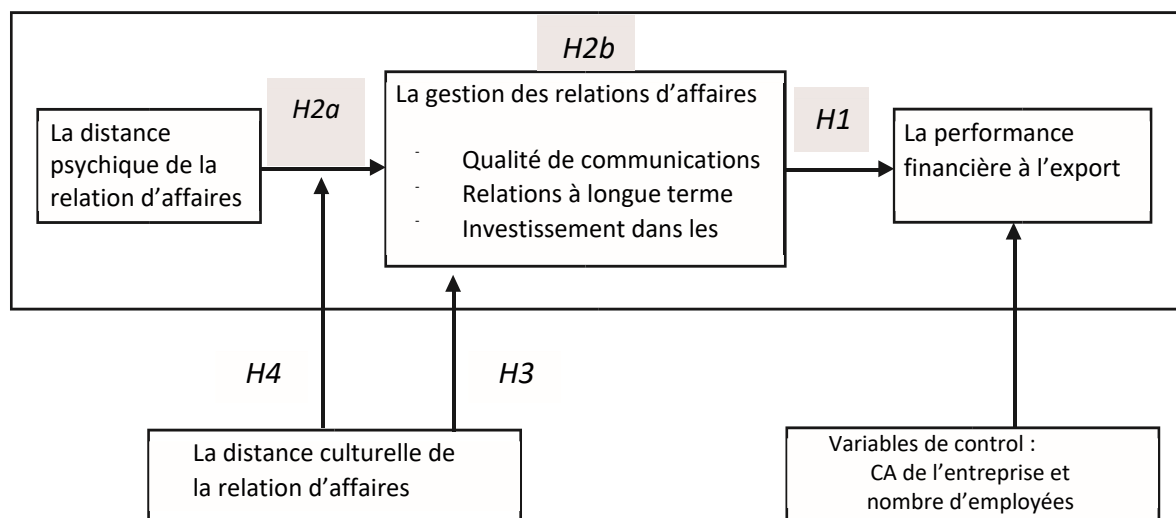 H2b
H2a
La gestion des relations d’affaires
- Qualité de communications
- Relations à longue terme
- Investissement dans les
H1
La distance
psychique de la
relation d’affaires
La performance
financière à l’export
H4
H3
La distance culturelle de
la relation d’affaires
Variables de control :
CA de l’entreprise et
nombre d’employées